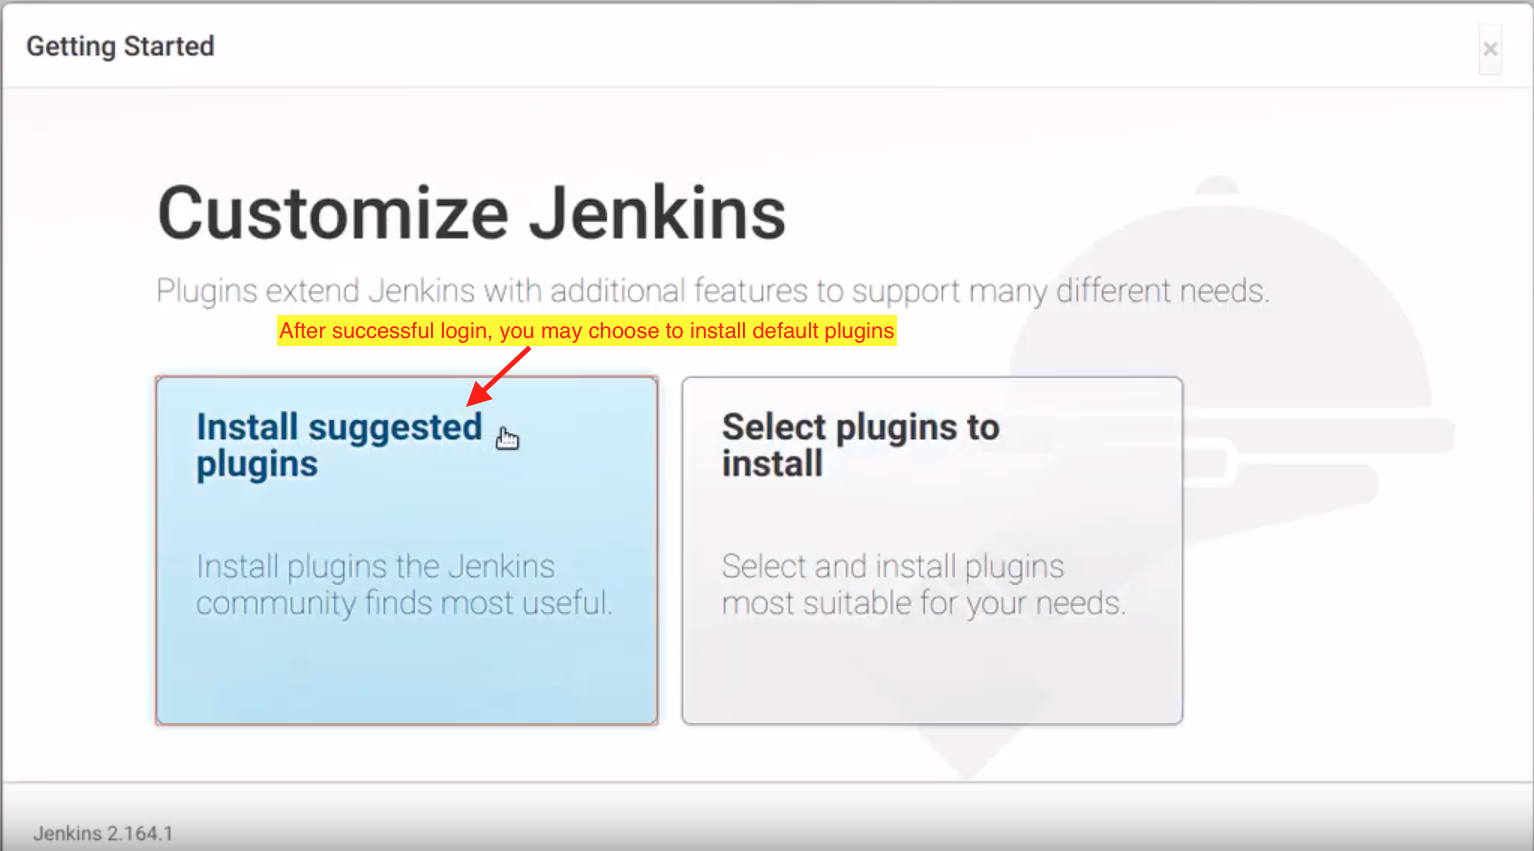 Getting Started
×
Customize Jenkins
Plugins extend Jenkins with additional features to support many different needs.
After successful login, you may choose to install default plugins
Install suggested
plugins
Install plugins the Jenkins
community finds most useful.
Select plugins to
install
Select and install plugins
most suitable for your needs.
Jenkins 2.164.1